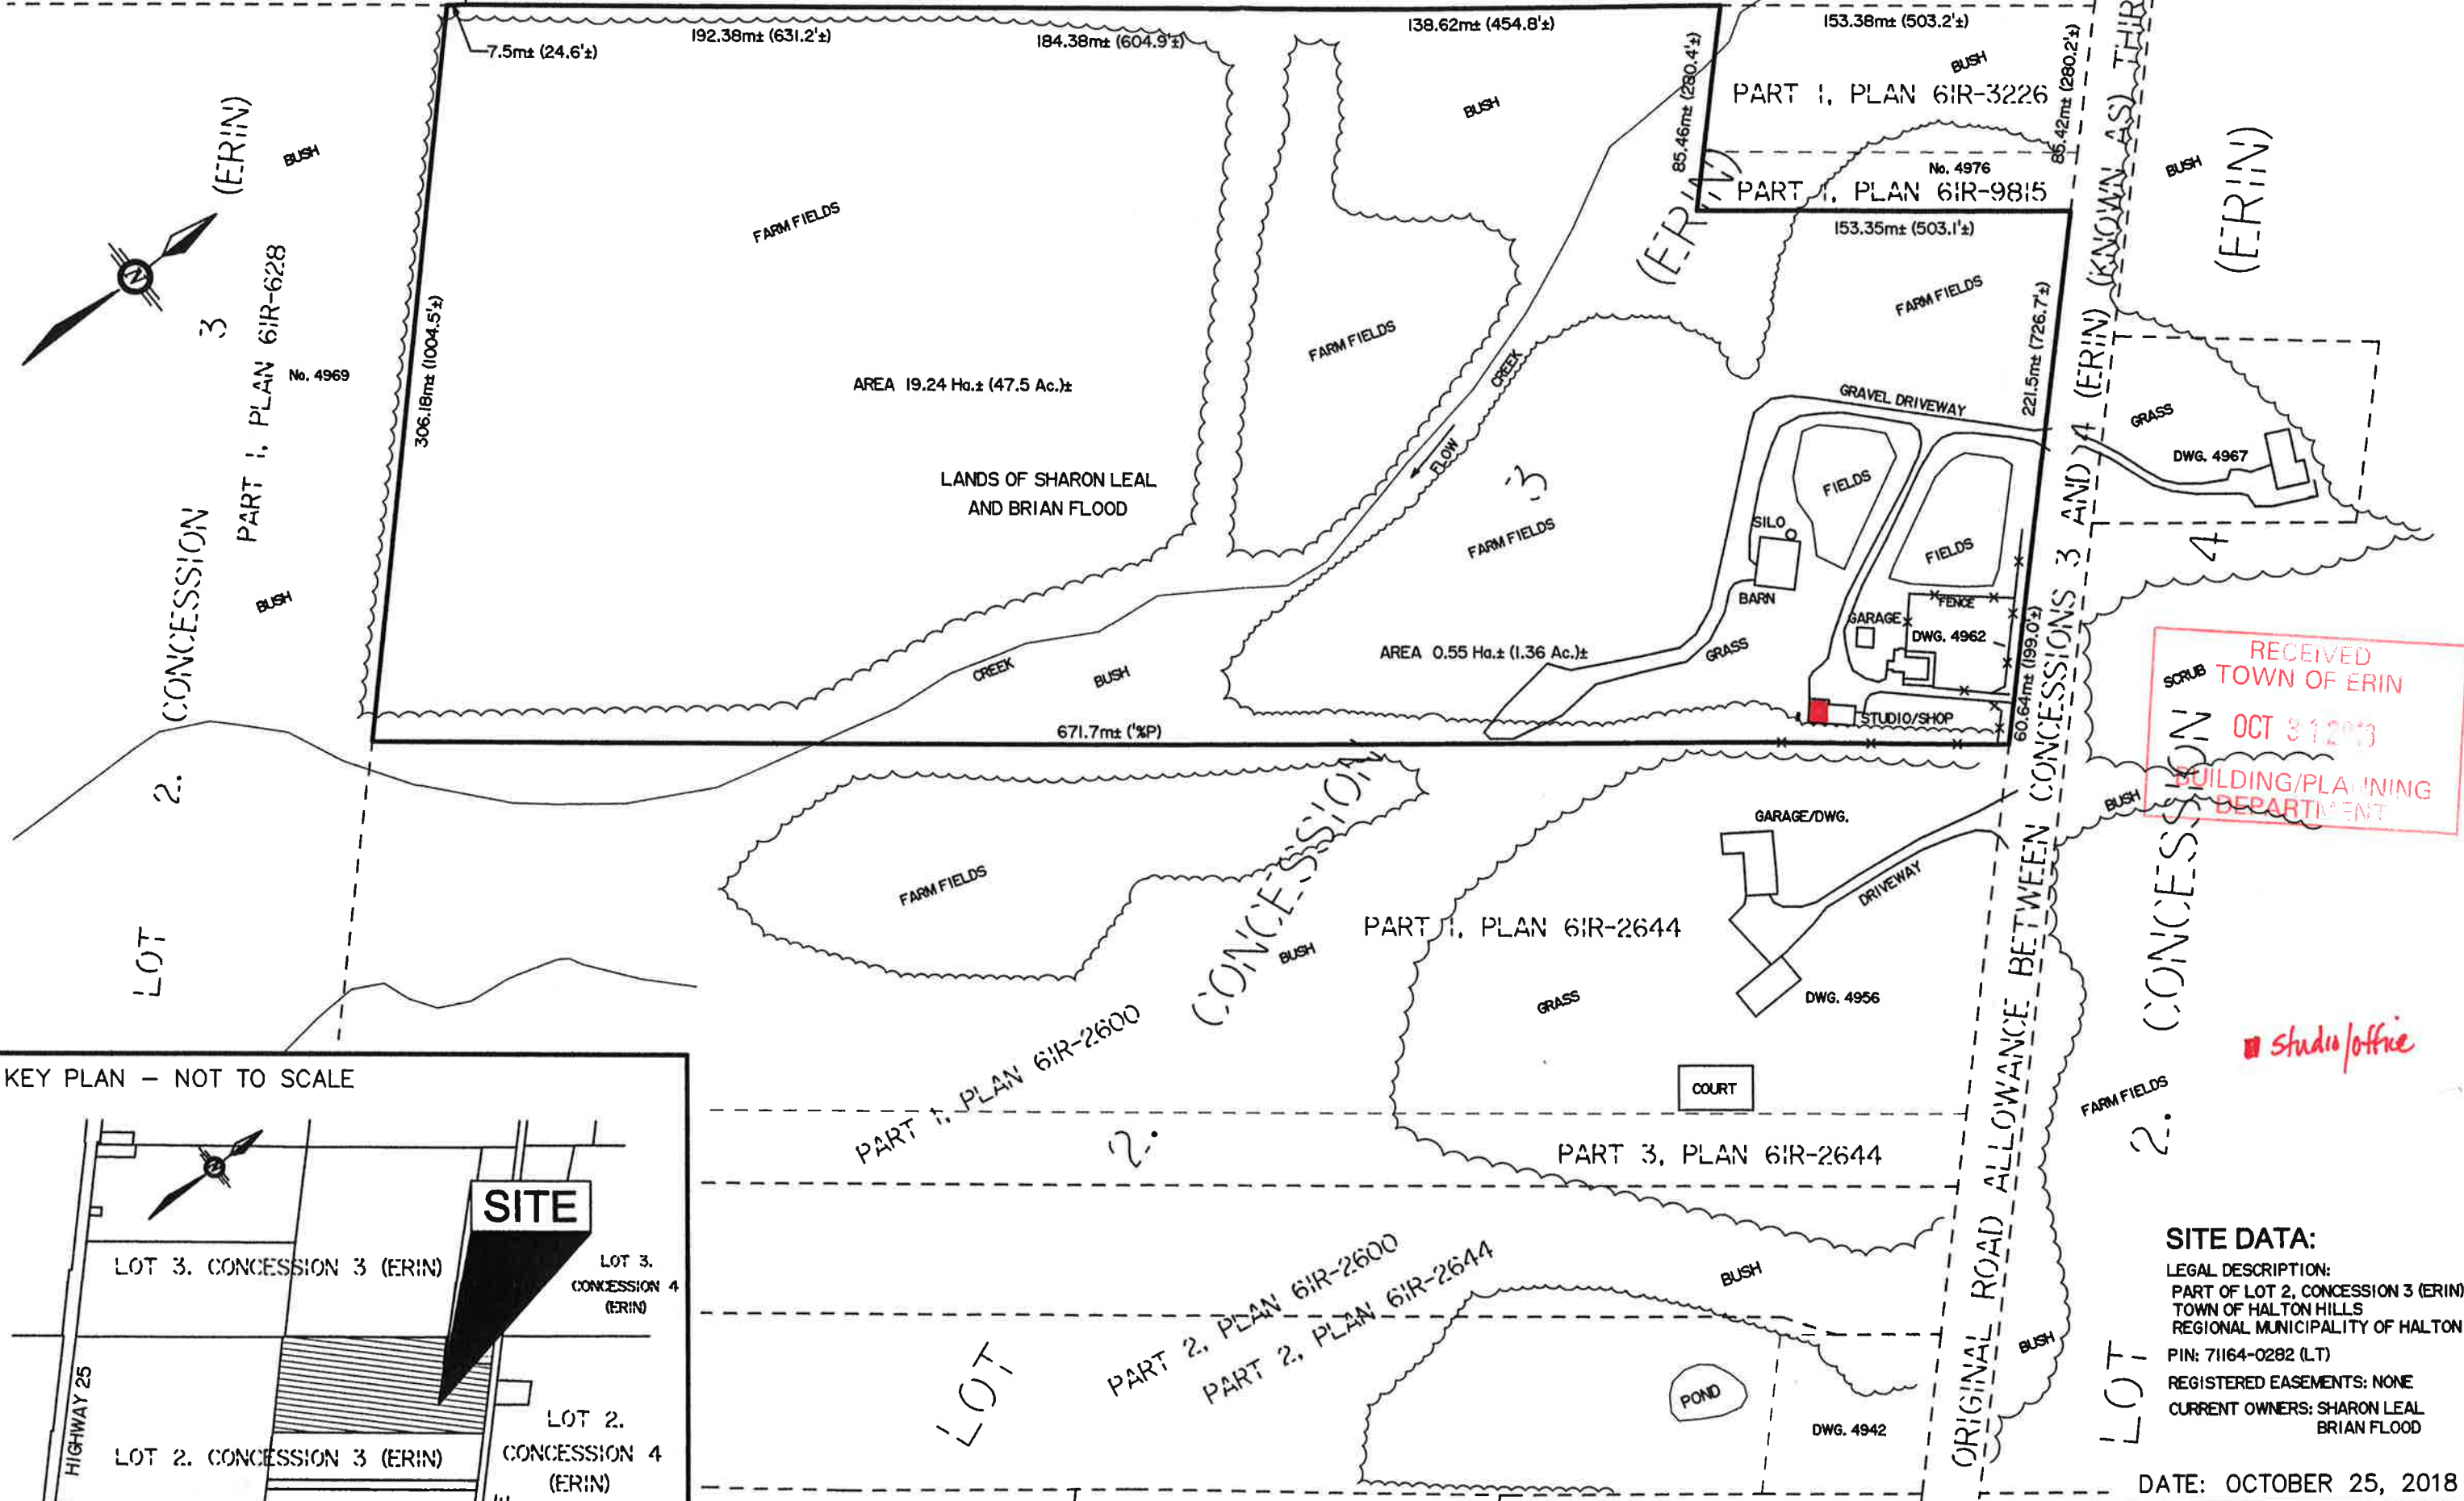 7.5m± (24.6'±)
192.38m± (631.2'±)
184.38m± (604.9'±)
138.62m± (454.8'±)
153.38m± (503.2'±)
BUSH
PART 1, PLAN 61R-3226
85.46m± (280.4'±)
85.42m± (280.2'±)
No. 4976
PART 1, PLAN 61R-9815
153.35m± (503.1'±)
(ERIN)
BUSH
BUSH
BUSH
(ERIN)
(ERIN)
N
FARM FIELDS
3
PART 1, PLAN 61R-628
No. 4969
306.18m± (1004.5'±)
FARM FIELDS
FARM FIELDS
221.5m± (726.7'±)
AREA 19.24 Ha.± (47.5 Ac.)±
CREEK
GRAVEL DRIVEWAY
GRASS
DWG. 4967
FLOW
LANDS OF SHARON LEAL
AND BRIAN FLOOD
3
FARM FIELDS
FIELDS
SILO
FIELDS
BARN
FENCE
GARAGE
DWG. 4962
4
CONCESSION
BUSH
AREA 0.55 Ha.± (1.36 Ac.)±
GRASS
CREEK
BUSH
60.64m± (199.0'±)
STUDIO/SHOP
671.7m± ('%P)
SCRUB
RECEIVED
TOWN OF ERIN
OCT 31
BUILDING/PLANNING
DEPARTMENT
BUSH
2.
LOT
FARM FIELDS
CONCESSION
BUSH
GARAGE/DWG.
DRIVEWAY
PART 1, PLAN 61R-2644
GRASS
DWG. 4956
COURT
PART 1, PLAN 61R-2600
2.
PART 3, PLAN 61R-2644
CONCESSION
studio/office
FARM FIELDS
2.
ORIGINAL ROAD ALLOWANCE BETWEEN CONCESSIONS 3 AND 4 (ERIN) (KNOWN AS)
PART 2, PLAN 61R-2600
PART 2, PLAN 61R-2644
BUSH
BUSH
LOT
POND
DWG. 4942
LOT
KEY PLAN – NOT TO SCALE
N
SITE
LOT 3. CONCESSION 3 (ERIN)
LOT 3.
CONCESSION 4
(ERIN)
HIGHWAY 25
LOT 2. CONCESSION 3 (ERIN)
LOT 2.
CONCESSION 4
(ERIN)
SITE DATA:
LEGAL DESCRIPTION:
PART OF LOT 2, CONCESSION 3 (ERIN)
TOWN OF HALTON HILLS
REGIONAL MUNICIPALITY OF HALTON
PIN: 71164-0282 (LT)
REGISTERED EASEMENTS: NONE
CURRENT OWNERS: SHARON LEAL
BRIAN FLOOD
DATE: OCTOBER 25, 2018